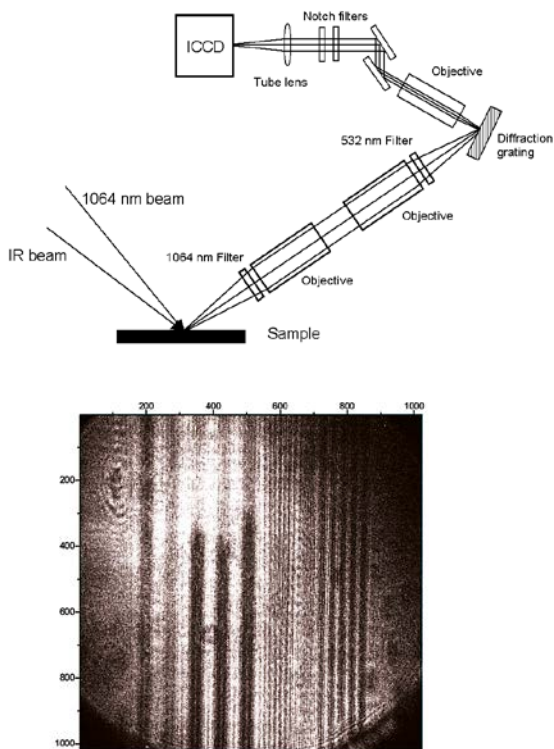 Notch filters
ICCD
Tube lens
Objective
532 nm Filter
Diffraction
grating
1064 nm beam
Objective
IR beam
1064 nm Filter
Objective
Sample
200 400 600 800 1000
200
400
600
800
1000